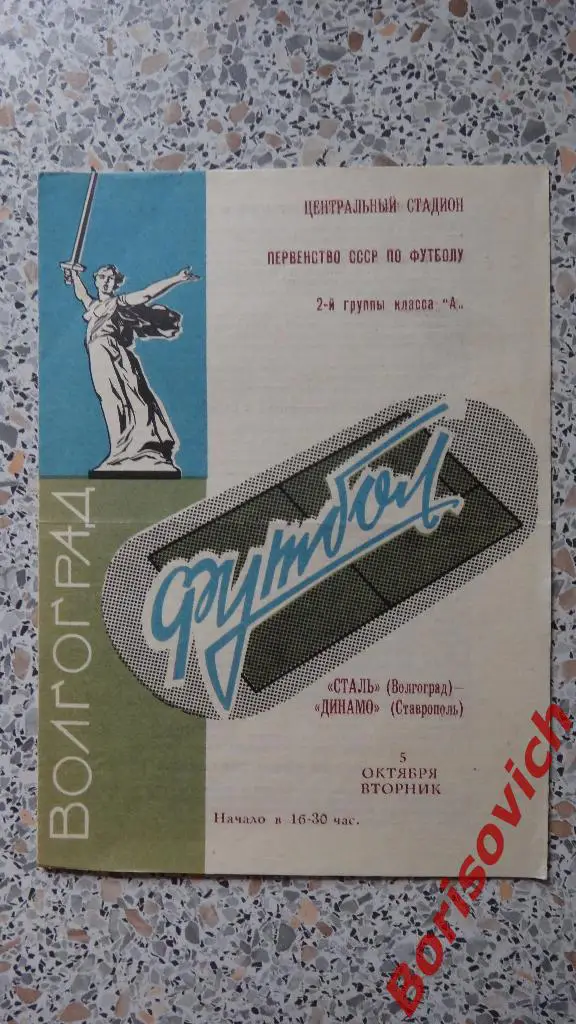 ЦЕНТРАЛЬНЫЙ СТАДИОН
ПЕРВЕНСТВО СССР ПО ФУТБОЛУ
2-й группы класса "А„
ВОЛГОГРАД
футбол
«СТАЛЬ» (Волгоград)—
«ДИНАМО» (Ставрополь)
5
ОКТЯБРЯ
ВТОРНИК
Начало в 16-30 час.
Borisovich